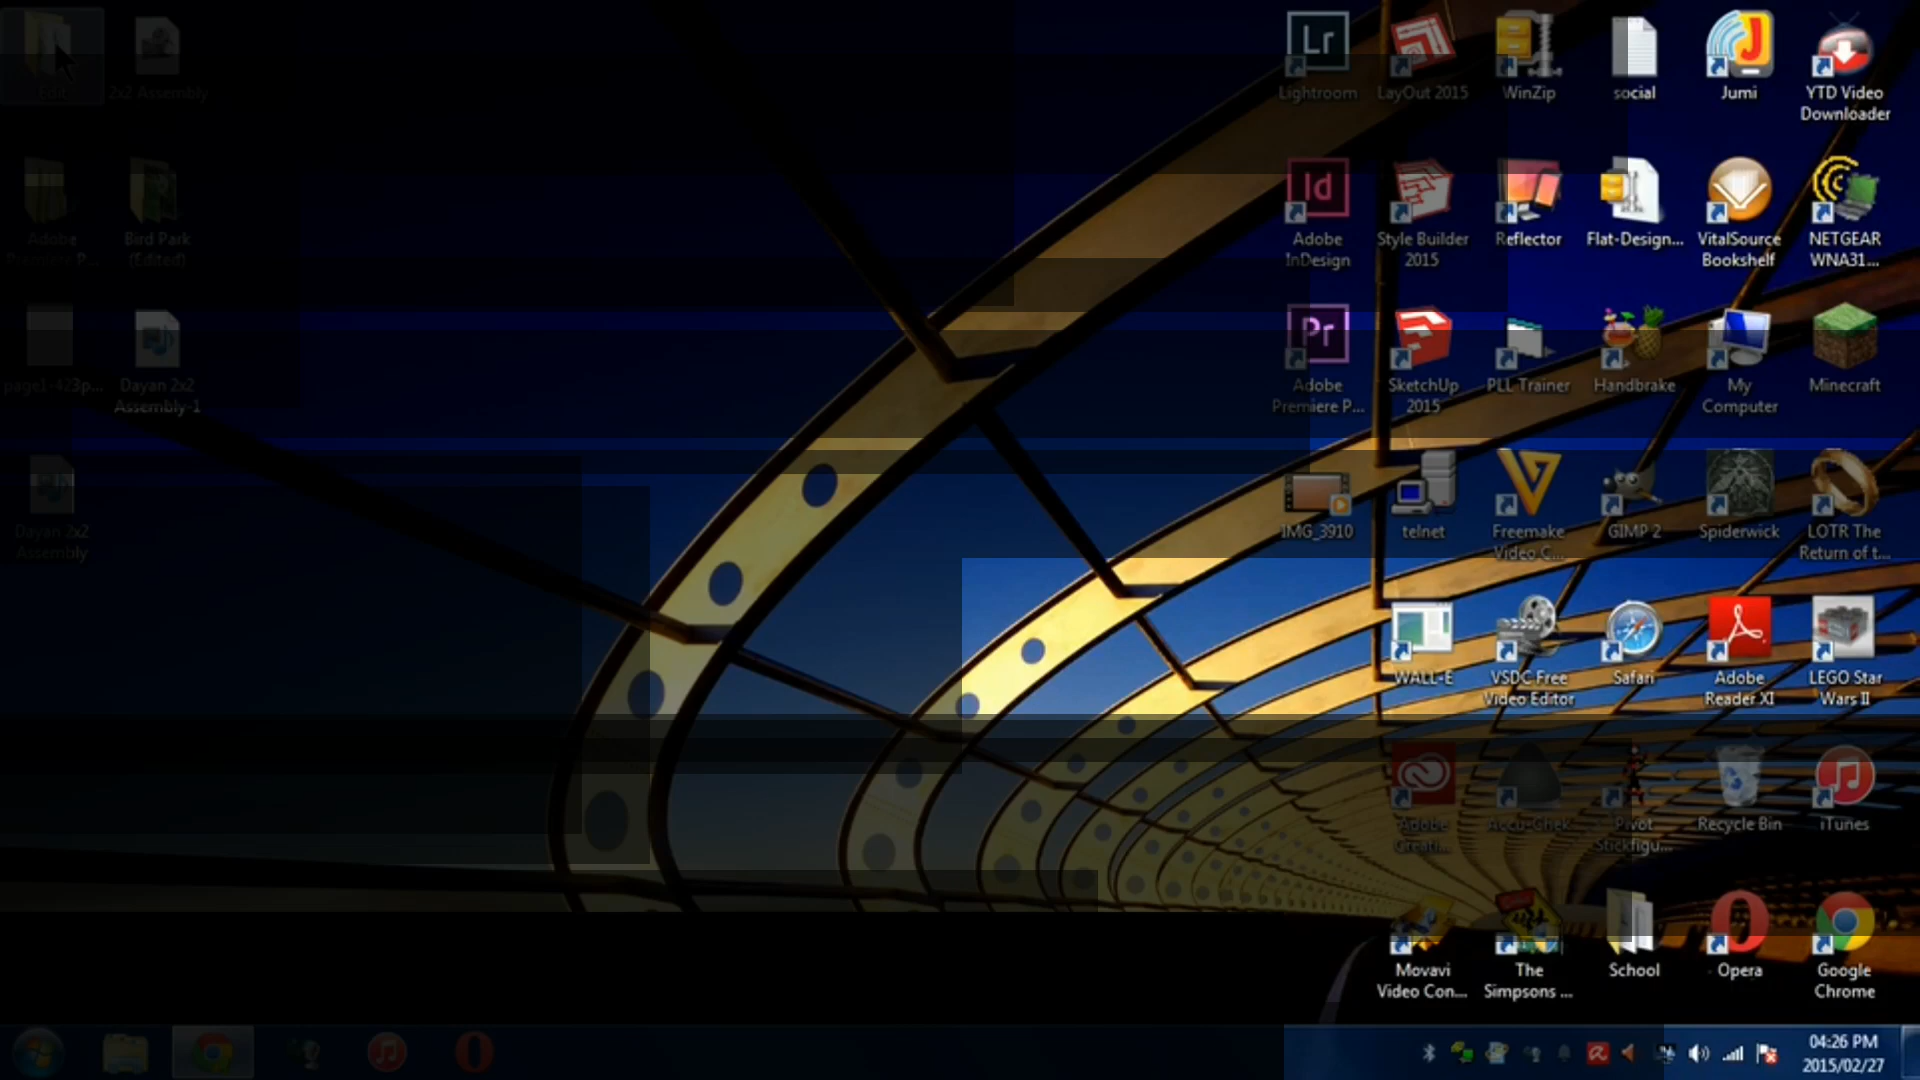 Edit
2x2 Assembly
Lightroom
LayOut 2015
WinZip
social
Jumi
YTD Video
Downloader
Adobe
Premiere P...
Bird Park
(Edited)
Adobe
InDesign
Style Builder
2015
Reflector
Flat-Design...
VitalSource
Bookshelf
NETGEAR
WNA31...
page1-423p...
Dayan 2x2
Assembly-1
Adobe
Premiere P...
SketchUp
2015
PLL Trainer
Handbrake
My
Computer
Minecraft
Dayan 2x2
Assembly
IMG_3910
telnet
Freemake
Video C...
GIMP 2
Spiderwick
LOTR The
Return of t...
WALL-E
VSDC Free
Video Editor
Safari
Adobe
Reader XI
LEGO Star
Wars II
Adobe
Creati...
Accu-Chek
Pivot
Stickfigu...
Recycle Bin
iTunes
Movavi
Video Con...
The
Simpsons ...
School
Opera
Google
Chrome
04:26 PM
2015/02/27